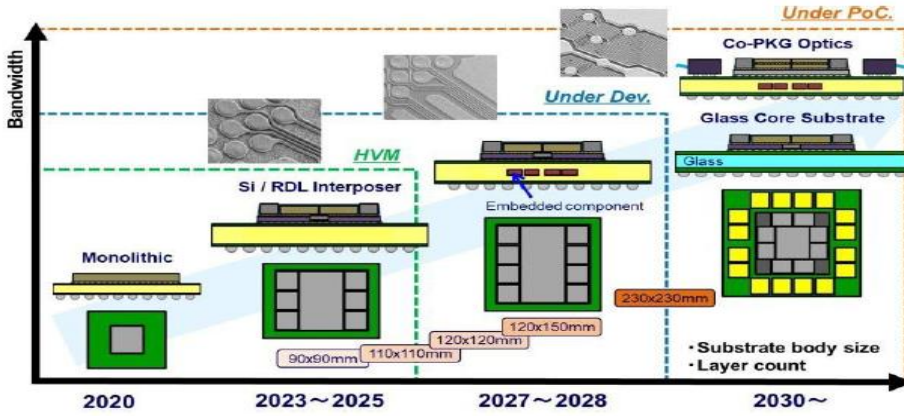 Under PoC.
Co-PKG Optics
Bandwidth
Under Dev.
Glass Core Substrate
HVM
Glass
Si / RDL Interposer
Embedded component
Monolithic
230x230mm
120x150mm
120x120mm
110x110mm
90x90mm
・Substrate body size
・Layer count
2020
2023～2025
2027～2028
2030～